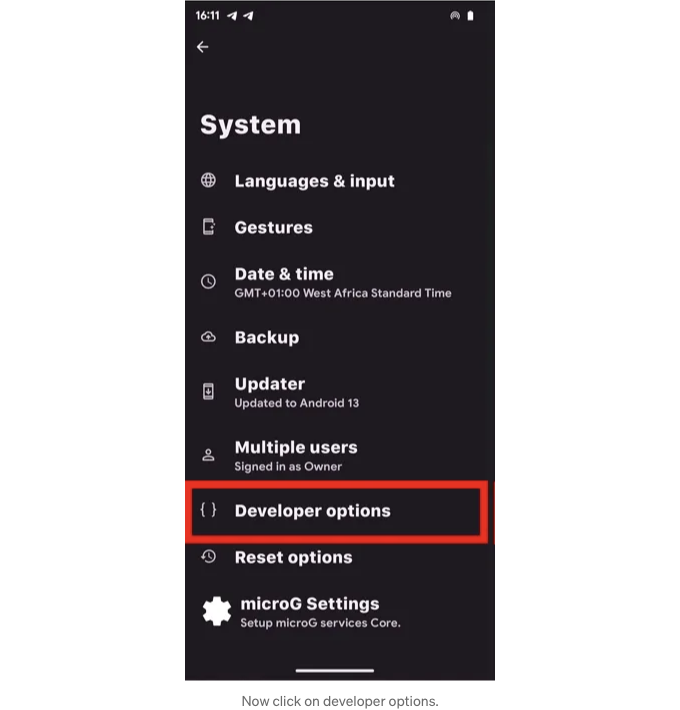 16:11
System
Languages & input
Gestures
Date & time
GMT+01:00 West Africa Standard Time
Backup
Updater
Updated to Android 13
Multiple users
Signed in as Owner
{ } Developer options
Reset options
microG Settings
Setup microG services Core.
Now click on developer options.